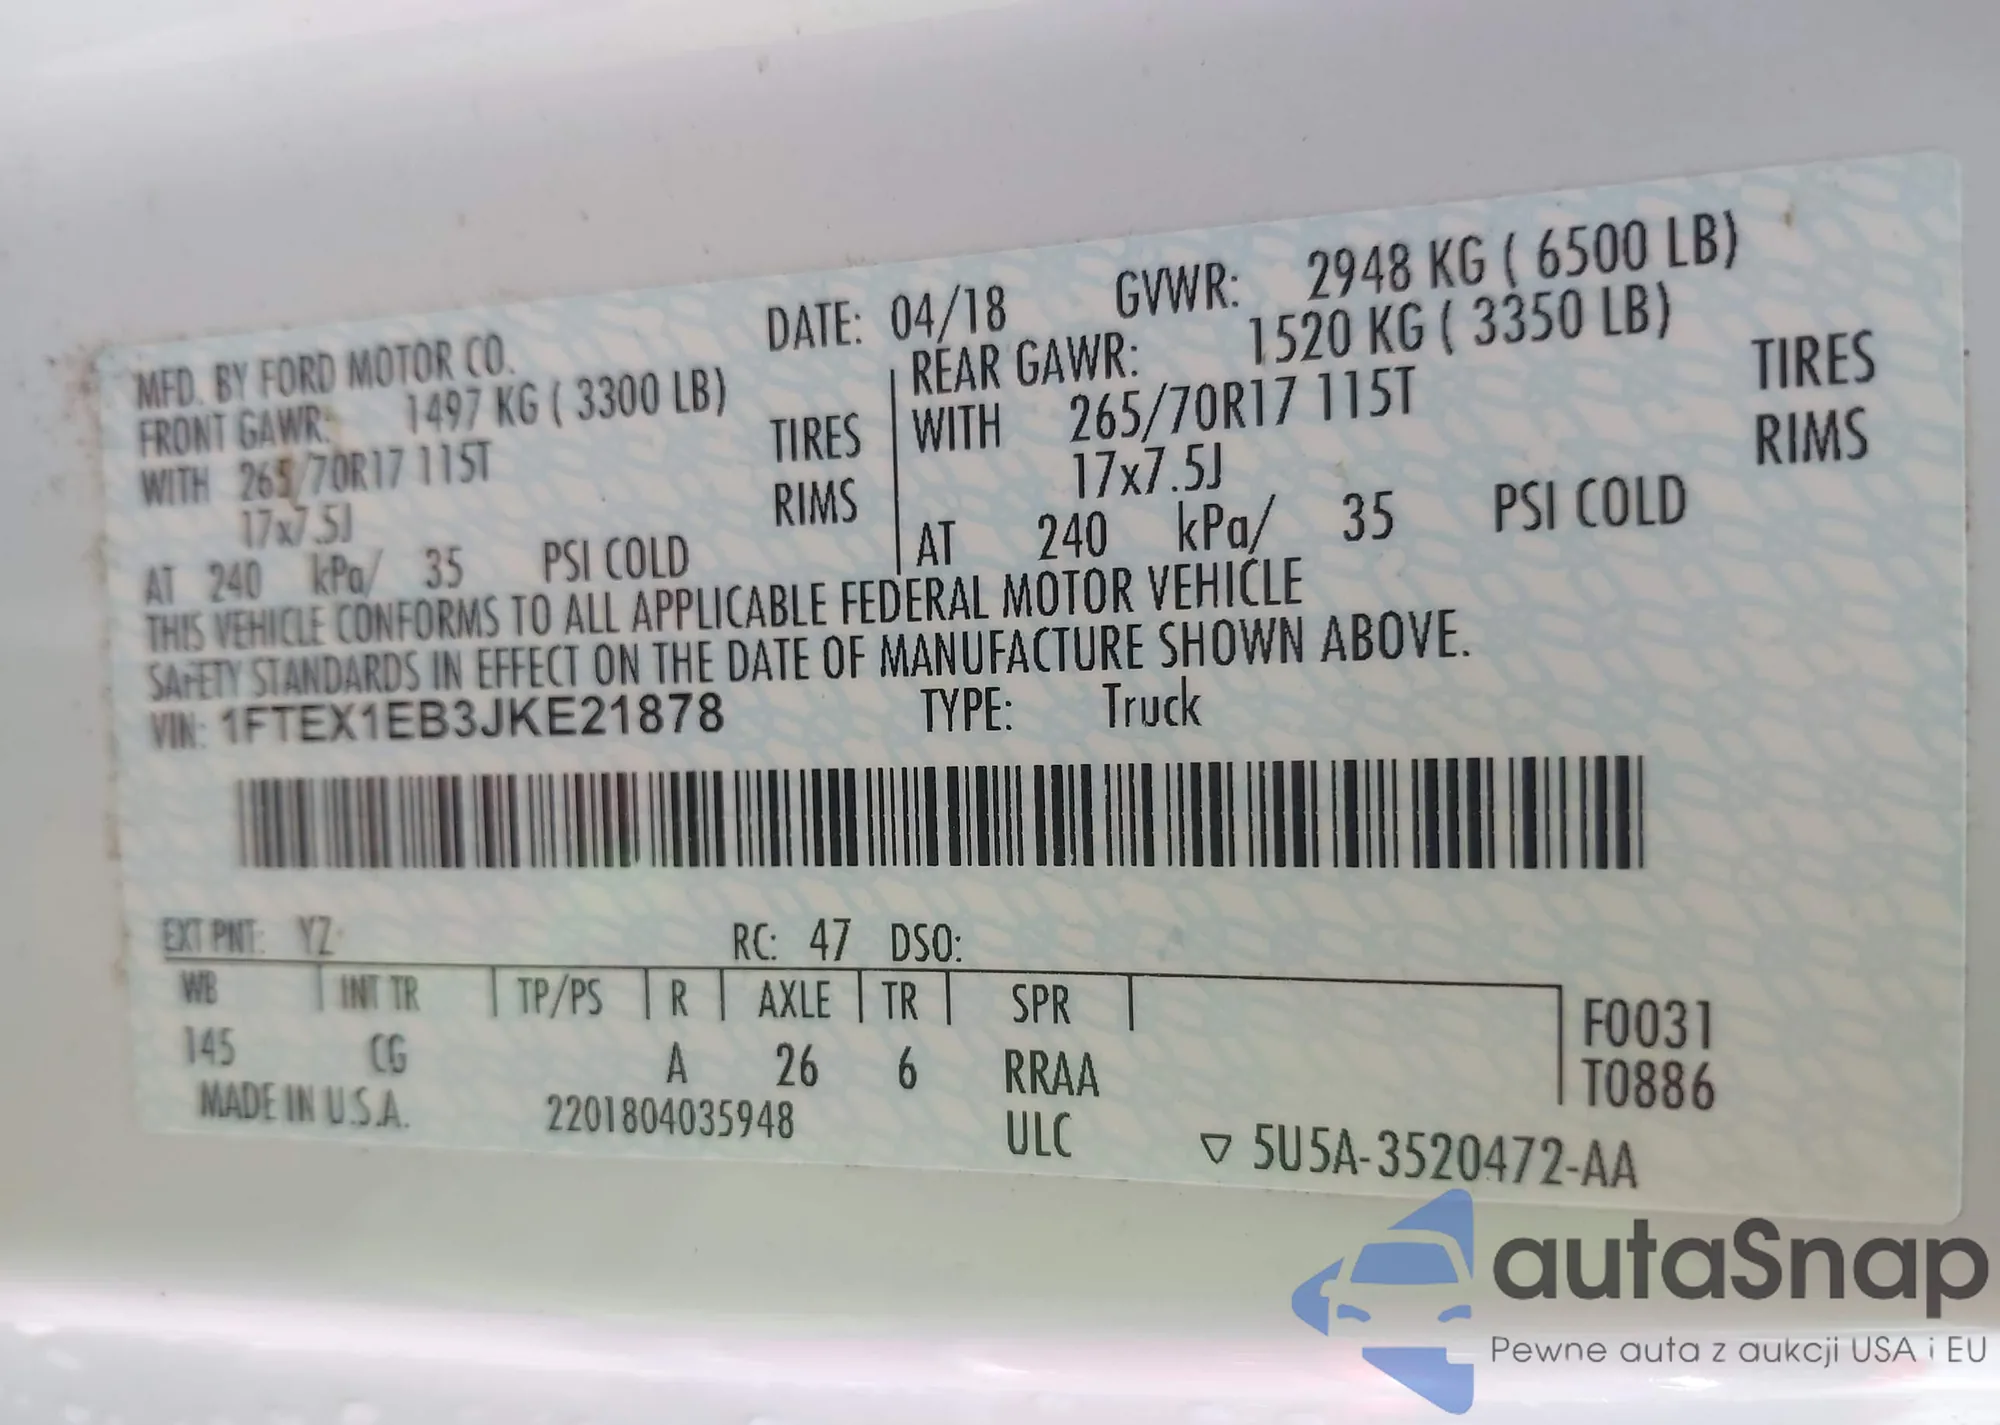 MFD. BY FORD MOTOR CO. DATE: 04/18 GVWR: 2948 KG ( 6500 LB)
FRONT GAWR: 1497 KG ( 3300 LB) REAR GAWR: 1520 KG ( 3350 LB)
WITH 265/70R17 115T TIRES WITH 265/70R17 115T TIRES
17x7.5J RIMS 17x7.5J RIMS
AT 240 kPa/ 35 PSI COLD AT 240 kPa/ 35 PSI COLD
THIS VEHICLE CONFORMS TO ALL APPLICABLE FEDERAL MOTOR VEHICLE
SAFETY STANDARDS IN EFFECT ON THE DATE OF MANUFACTURE SHOWN ABOVE.
VIN: 1FTEX1EB3JKE21878 TYPE: Truck
EXT PNT: YZ RC: 47 DSO:
WB INT TR TP/PS R AXLE TR SPR F0031
145 CG A 26 6 RRAA T0886
MADE IN U.S.A. 2201804035948 ULC ▽ 5U5A-3520472-AA
autaSnap
Pewne auta z aukcji USA i EU